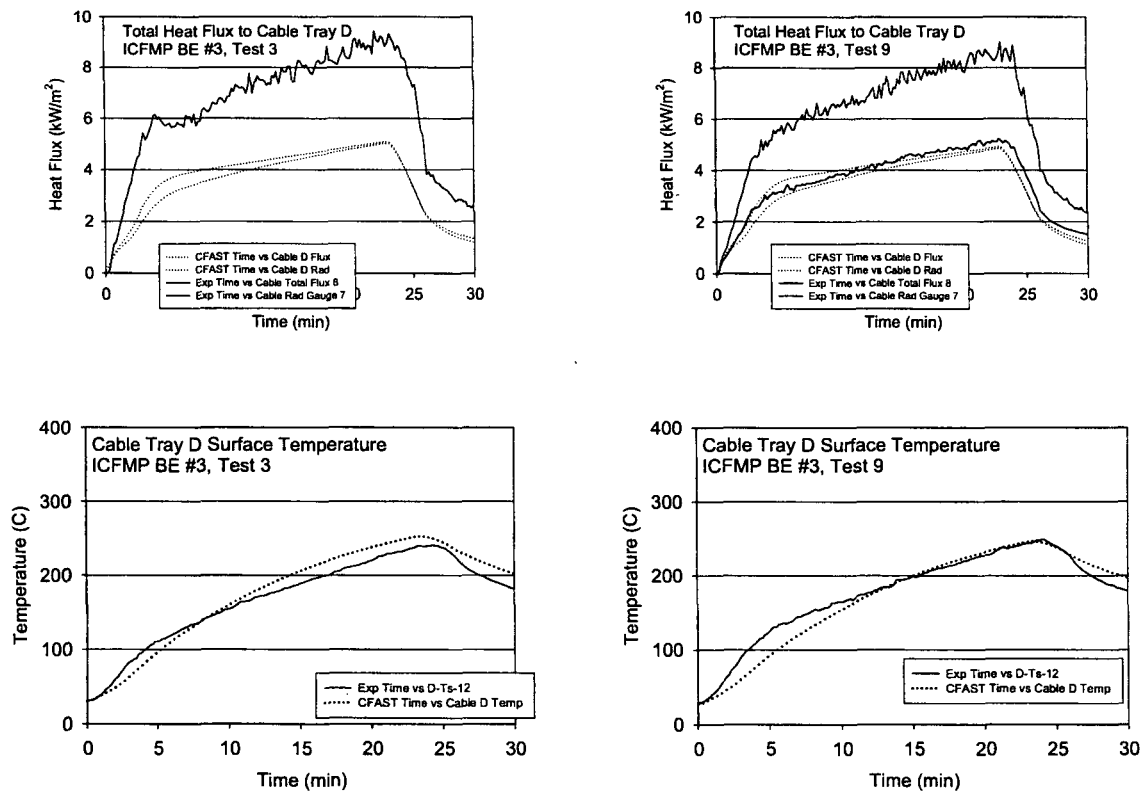 Total Heat Flux to Cable Tray D
ICFMP BE #3, Test 3
Heat Flux (kW/m²)
10
8
6
4
2
0
CFAST Time vs Cable D Flux
CFAST Time vs Cable D Rad
Exp Time vs Cable Total Flux 8
Exp Time vs Cable Rad Gauge 7
0 25 30
Time (min)
Total Heat Flux to Cable Tray D
ICFMP BE #3, Test 9
Heat Flux (kW/m²)
10
8
6
4
2
0
CFAST Time vs Cable D Flux
CFAST Time vs Cable D Rad
Exp Time vs Cable Total Flux 8
Exp Time vs Cable Rad Gauge 7
0 25 30
Time (min)
Cable Tray D Surface Temperature
ICFMP BE #3, Test 3
Temperature (C)
400
300
200
100
0
Exp Time vs D-Ts-12
CFAST Time vs Cable D Temp
0 5 10 15 20 25 30
Time (min)
Cable Tray D Surface Temperature
ICFMP BE #3, Test 9
Temperature (C)
400
300
200
100
0
Exp Time vs D-Ts-12
CFAST Time vs Cable D Temp
0 5 10 15 20 25 30
Time (min)